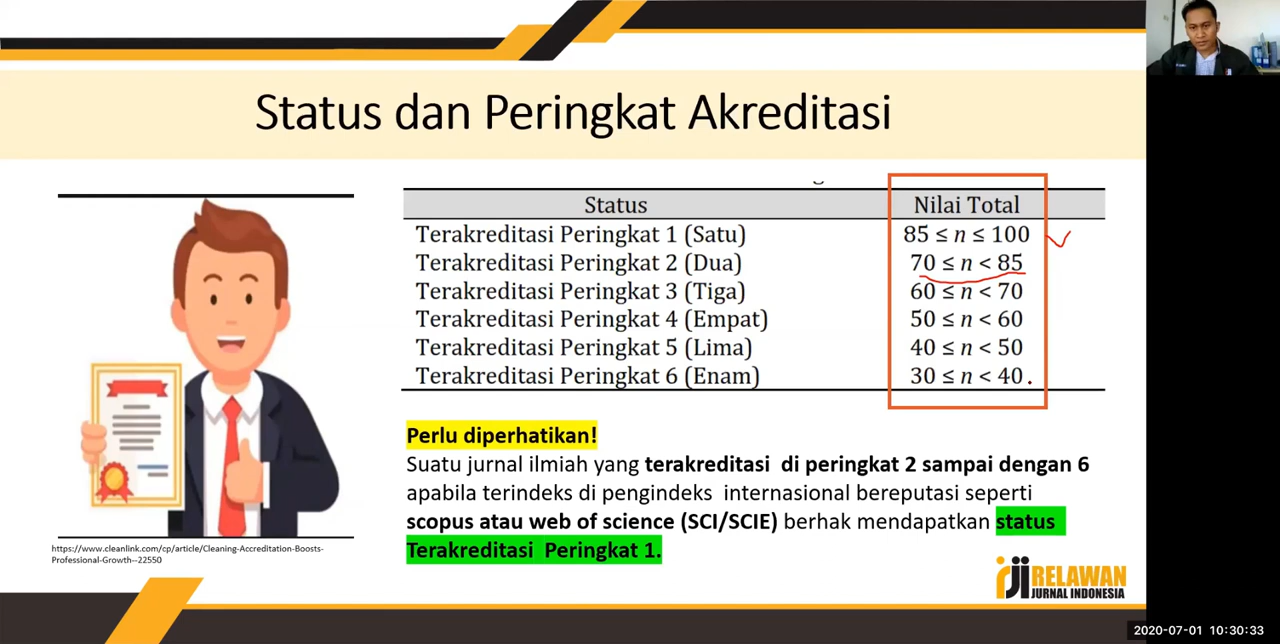 Status dan Peringkat Akreditasi
Status Nilai Total
Terakreditasi Peringkat 1 (Satu) 85 ≤ n ≤ 100
Terakreditasi Peringkat 2 (Dua) 70 ≤ n < 85
Terakreditasi Peringkat 3 (Tiga) 60 ≤ n < 70
Terakreditasi Peringkat 4 (Empat) 50 ≤ n < 60
Terakreditasi Peringkat 5 (Lima) 40 ≤ n < 50
Terakreditasi Peringkat 6 (Enam) 30 ≤ n < 40
Perlu diperhatikan!
Suatu jurnal ilmiah yang terakreditasi di peringkat 2 sampai dengan 6
apabila terindeks di pengindeks internasional bereputasi seperti
scopus atau web of science (SCI/SCIE) berhak mendapatkan status
Terakreditasi Peringkat 1.
https://www.cleanlink.com/cp/article/Cleaning-Accreditation-Boosts-
Professional-Growth--22550
rji RELAWAN
JURNAL INDONESIA
2020-07-01 10:30:33